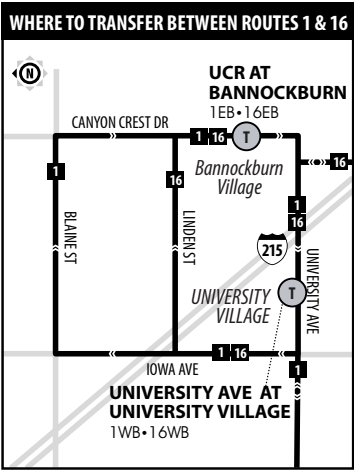 WHERE TO TRANSFER BETWEEN ROUTES 1 & 16
N
UCR AT
BANNOCKBURN
1EB•16EB
CANYON CREST DR
1 16
T
Bannockburn
Village
16
1
16
1
16
BLAINE ST
LINDEN ST
215
UNIVERSITY AVE
UNIVERSITY
VILLAGE
T
1 16
IOWA AVE
1
UNIVERSITY AVE AT
UNIVERSITY VILLAGE
1WB•16WB